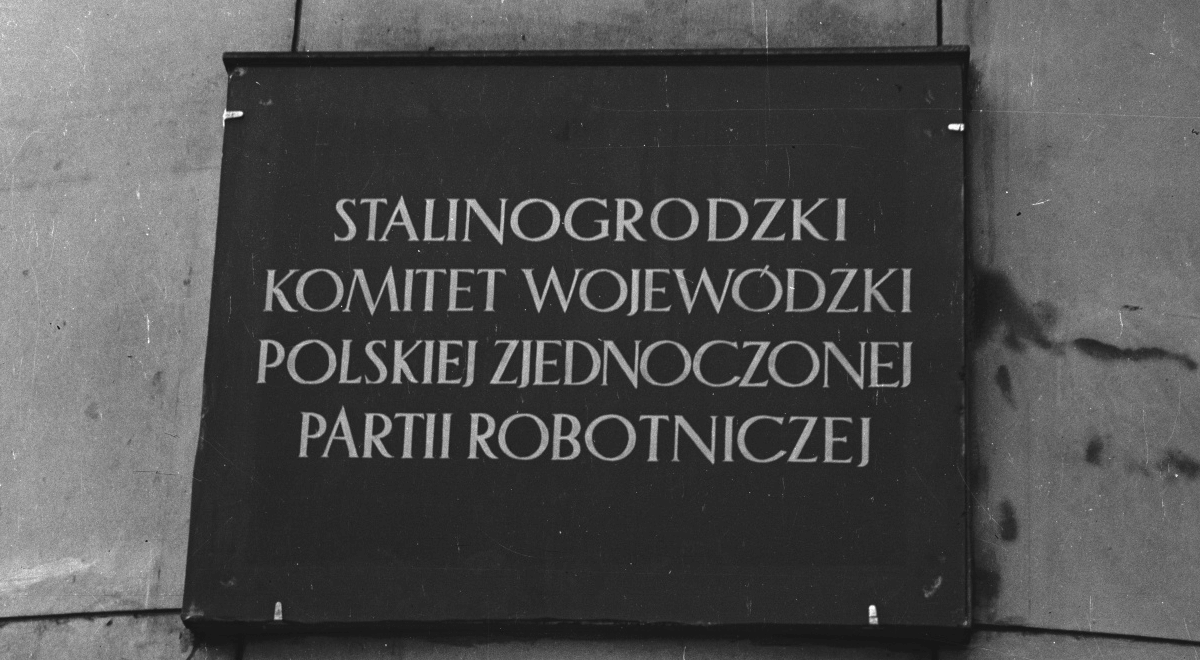 STALINOGRODZKI
KOMITET WOJEWÓDZKI
POLSKIEJ ZJEDNOCZONEJ
PARTII ROBOTNICZEJ